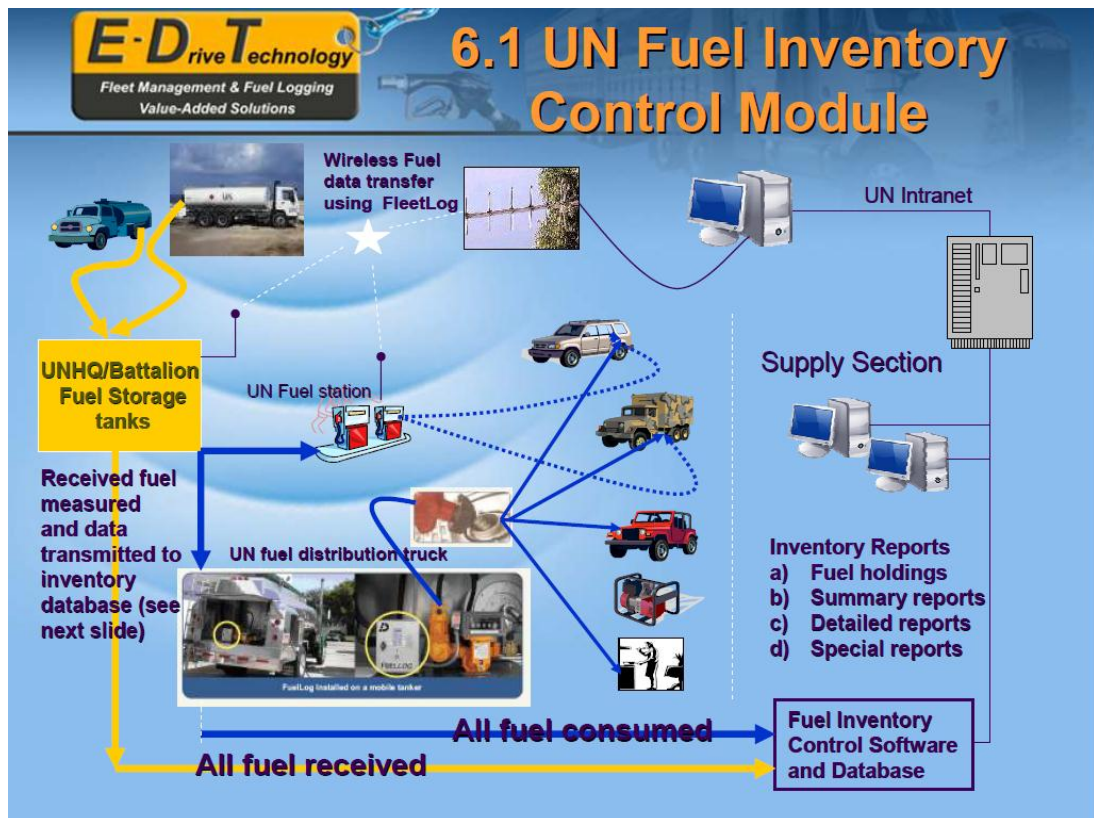 E-Drive Technology
Fleet Management & Fuel Logging
Value-Added Solutions
6.1 UN Fuel Inventory
Control Module
Wireless Fuel
data transfer
using FleetLog
UN Intranet
UNHQ/Battalion
Fuel Storage
tanks
UN Fuel station
Supply Section
Received fuel
measured
and data
transmitted to
inventory
database (see
next slide)
UN fuel distribution truck
FUELLOG
FuelLog Installed on a mobile tanker
Inventory Reports
a) Fuel holdings
b) Summary reports
c) Detailed reports
d) Special reports
All fuel consumed
All fuel received
Fuel Inventory
Control Software
and Database